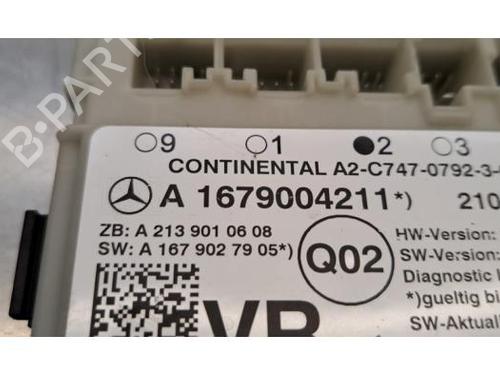 B-PARTS
9 1 2 3
CONTINENTAL A2-C747-0792-3-
A 1679004211*) 210
ZB: A 213 901 06 08
SW: A 167 902 79 05*)
Q02
HW-Version:
SW-Version:
Diagnostic
*)gueltig bi
SW-Aktual
VR